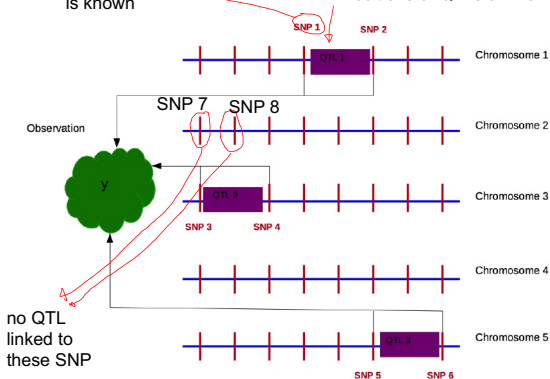 is known
SNP 1
SNP 2
QTL 1
Chromosome 1
SNP 7
SNP 8
Chromosome 2
Observation
y
QTL 2
Chromosome 3
SNP 3
SNP 4
Chromosome 4
no QTL
linked to
these SNP
QTL 3
Chromosome 5
SNP 5
SNP 6